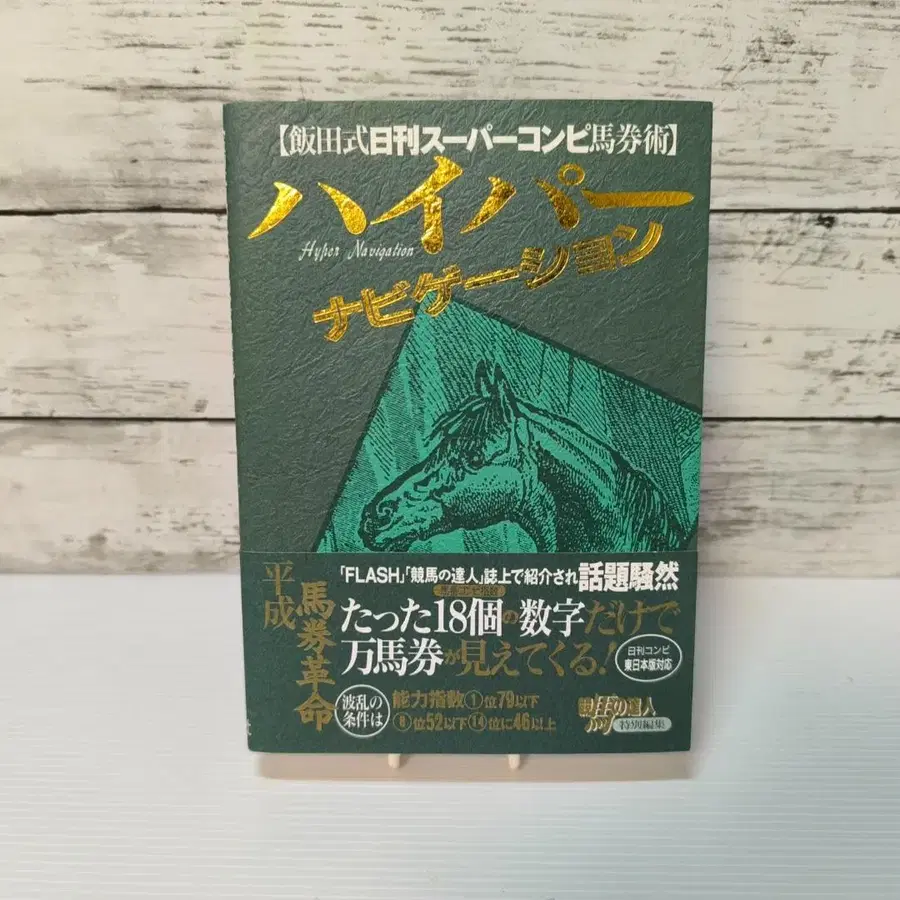 【飯田式日刊スーパーコンピ馬券術】
ハイパー
Hyper Navigation
ナビゲーション
「FLASH」「競馬の達人」誌上で紹介され話題騒然
平成
馬券革命
たった18個の数字だけで
万馬券が見えてくる!
日刊コンピ
東日本版対応
波乱の
条件は
能力指数①位79以下
⑧位52以下⑭位に46以上
競馬の達人
特別編集